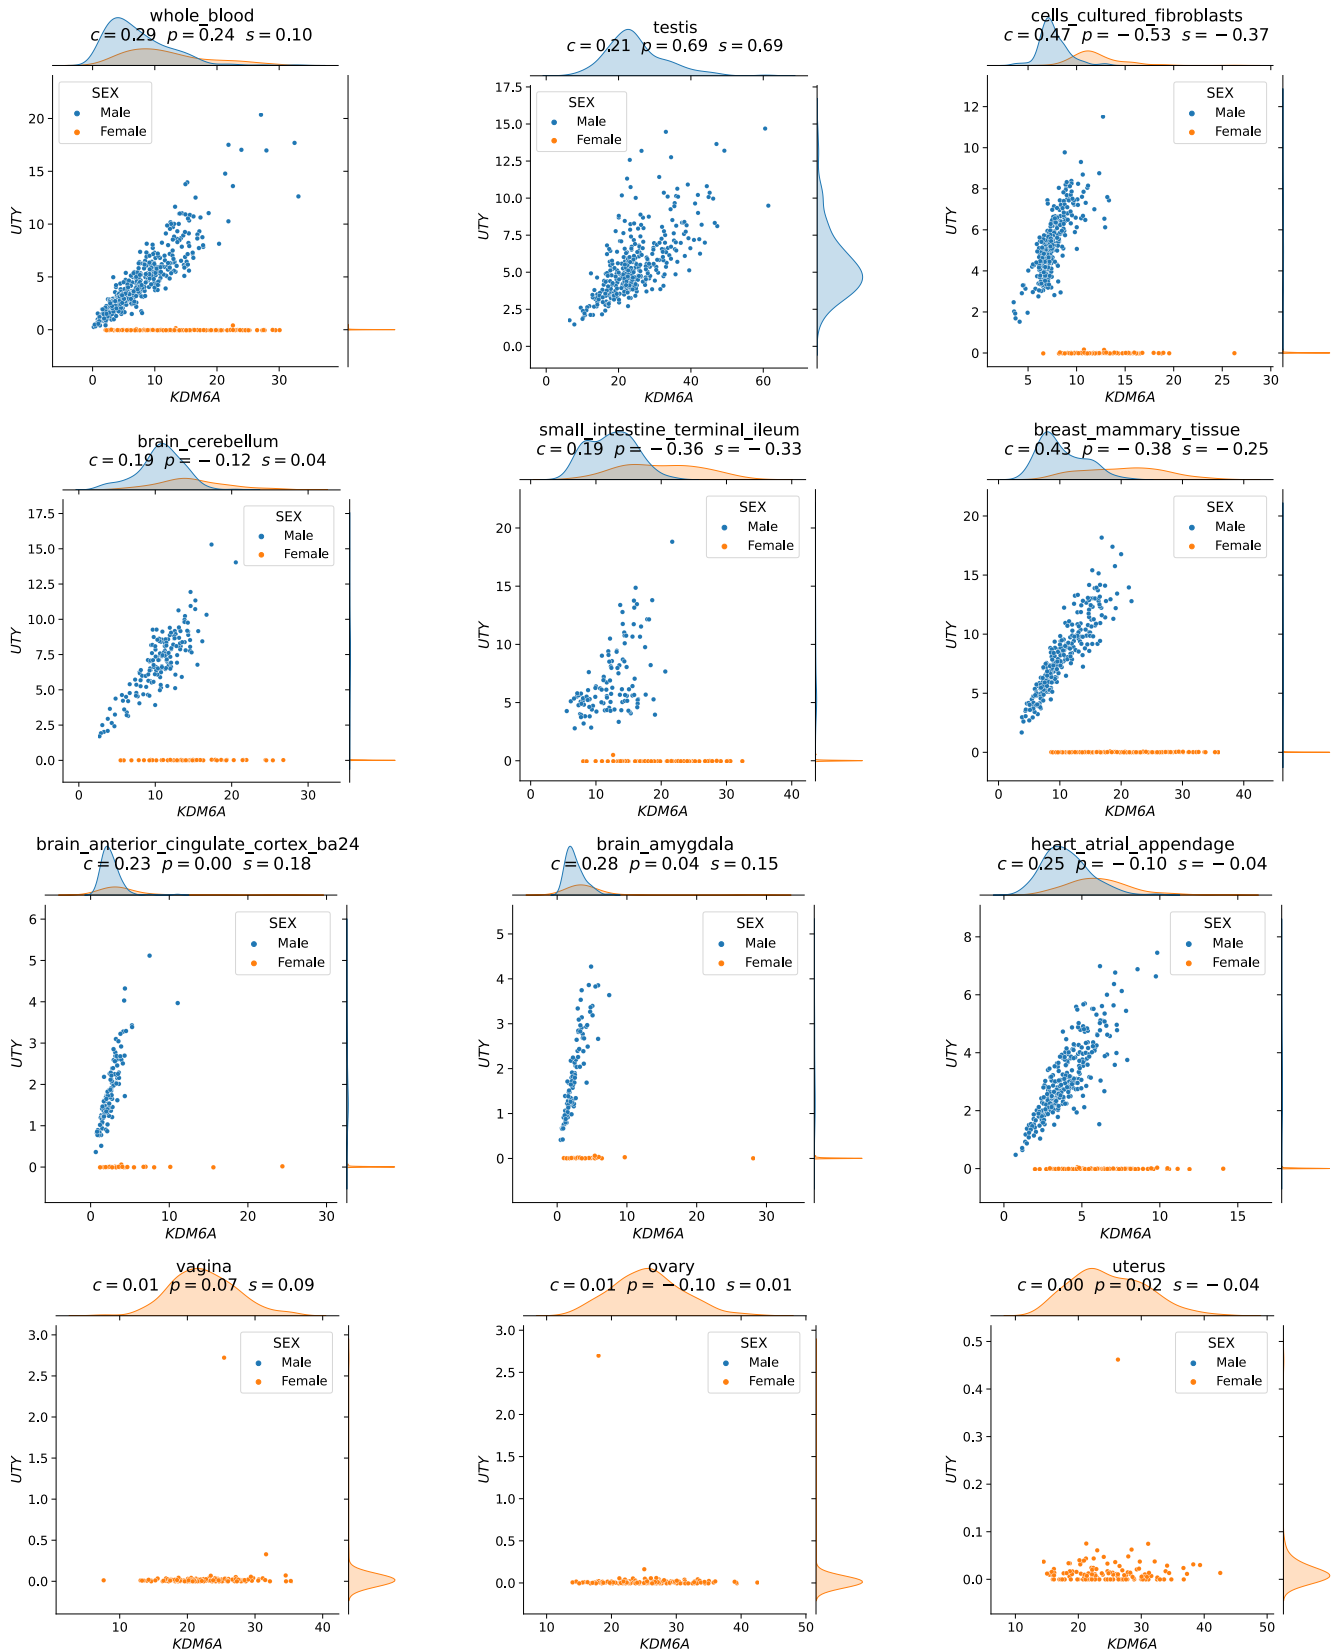 whole_blood
c = 0.29 p = 0.24 s = 0.10
SEX
Male
Female
UTY
20
15
10
5
0
0 10 20 30
KDM6A
testis
c = 0.21 p = 0.69 s = 0.69
SEX
Male
Female
UTY
17.5
15.0
12.5
10.0
7.5
5.0
2.5
0.0
0 20 40 60
KDM6A
cells_cultured_fibroblasts
c = 0.47 p = −0.53 s = −0.37
SEX
Male
Female
UTY
12
10
8
6
4
2
0
5 10 15 20 25 30
KDM6A
brain_cerebellum
c = 0.19 p = −0.12 s = 0.04
SEX
Male
Female
UTY
17.5
15.0
12.5
10.0
7.5
5.0
2.5
0.0
0 10 20 30
KDM6A
small_intestine_terminal_ileum
c = 0.19 p = −0.36 s = −0.33
SEX
Male
Female
UTY
20
15
10
5
0
0 10 20 30 40
KDM6A
breast_mammary_tissue
c = 0.43 p = −0.38 s = −0.25
SEX
Male
Female
UTY
20
15
10
5
0
0 10 20 30 40
KDM6A
brain_anterior_cingulate_cortex_ba24
c = 0.23 p = 0.00 s = 0.18
SEX
Male
Female
UTY
6
5
4
3
2
1
0
0 10 20 30
KDM6A
brain_amygdala
c = 0.28 p = 0.04 s = 0.15
SEX
Male
Female
UTY
5
4
3
2
1
0
0 10 20 30
KDM6A
heart_atrial_appendage
c = 0.25 p = −0.10 s = −0.04
SEX
Male
Female
UTY
8
6
4
2
0
0 5 10 15
KDM6A
vagina
c = 0.01 p = 0.07 s = 0.09
SEX
Male
Female
UTY
3.0
2.5
2.0
1.5
1.0
0.5
0.0
10 20 30 40
KDM6A
ovary
c = 0.01 p = −0.10 s = 0.01
SEX
Male
Female
UTY
3.0
2.5
2.0
1.5
1.0
0.5
0.0
10 20 30 40 50
KDM6A
uterus
c = 0.00 p = 0.02 s = −0.04
SEX
Male
Female
UTY
0.5
0.4
0.3
0.2
0.1
0.0
10 20 30 40 50
KDM6A